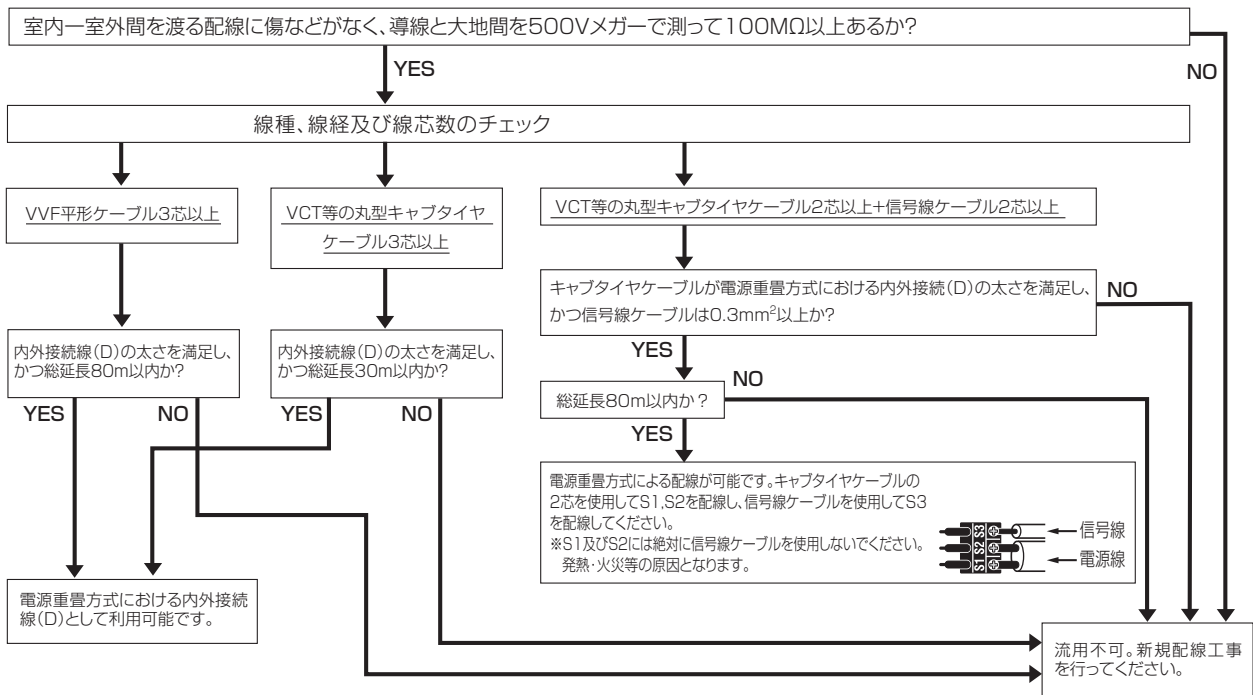 室内ー室外間を渡る配線に傷などがなく、導線と大地間を500Vメガーで測って100MΩ以上あるか?
YES
NO
線種、線経及び線芯数のチェック
VVF平形ケーブル3芯以上
VCT等の丸型キャブタイヤ
ケーブル3芯以上
VCT等の丸型キャブタイヤケーブル2芯以上+信号線ケーブル2芯以上
キャブタイヤケーブルが電源重畳方式における内外接続(D)の太さを満足し、
かつ信号線ケーブルは0.3mm²以上か?
NO
YES
内外接続線(D)の太さを満足し、
かつ総延長80m以内か?
内外接続線(D)の太さを満足し、
かつ総延長30m以内か?
総延長80m以内か?
NO
YES
NO
YES
NO
YES
電源重畳方式による配線が可能です。キャブタイヤケーブルの
2芯を使用してS1,S2を配線し、信号線ケーブルを使用してS3
を配線してください。
※S1及びS2には絶対に信号線ケーブルを使用しないでください。
発熱・火災等の原因となります。
S1 S2 S3
信号線
電源線
電源重畳方式における内外接続
線(D)として利用可能です。
流用不可。新規配線工事
を行ってください。